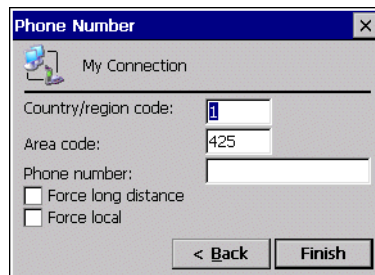 Phone Number
My Connection
Country/region code: 1
Area code: 425
Phone number:
Force long distance
Force local
< Back Finish